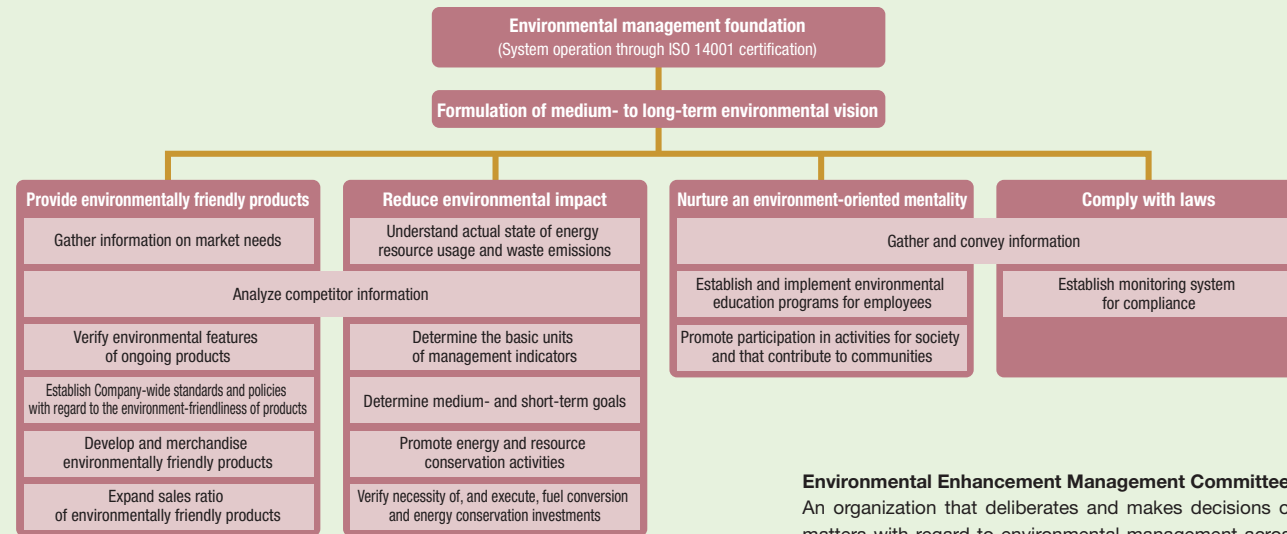 Environmental management foundation
(System operation through ISO 14001 certification)
Formulation of medium- to long-term environmental vision
Provide environmentally friendly products
Gather information on market needs
Reduce environmental impact
Understand actual state of energy
resource usage and waste emissions
Analyze competitor information
Verify environmental features
of ongoing products
Establish Company-wide standards and policies
with regard to the environment-friendliness of products
Develop and merchandise
environmentally friendly products
Expand sales ratio
of environmentally friendly products
Determine the basic units
of management indicators
Determine medium- and short-term goals
Promote energy and resource
conservation activities
Verify necessity of, and execute, fuel conversion
and energy conservation investments
Nurture an environment-oriented mentality
Comply with laws
Gather and convey information
Establish and implement environmental
education programs for employees
Promote participation in activities for society
and that contribute to communities
Establish monitoring system
for compliance
Environmental Enhancement Management Committee
An organization that deliberates and makes decisions
matters with regard to environmental management